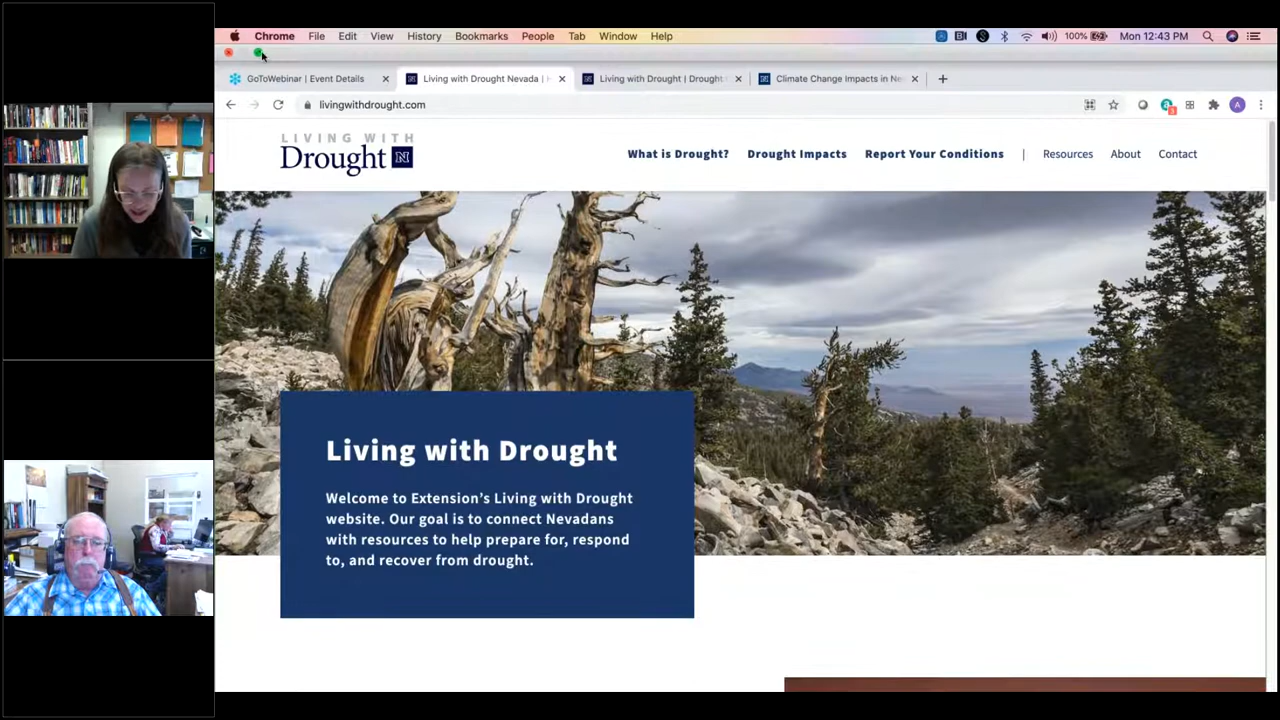 Chrome File Edit View History Bookmarks People Tab Window Help 100% Mon 12:43 PM
GoToWebinar | Event Details
Living with Drought Nevada |
Living with Drought | Drought
Climate Change Impacts in Ne
livingwithdrought.com
LIVING WITH
Drought N
What is Drought? Drought Impacts Report Your Conditions | Resources About Contact
Living with Drought
Welcome to Extension's Living with Drought
website. Our goal is to connect Nevadans
with resources to help prepare for, respond
to, and recover from drought.